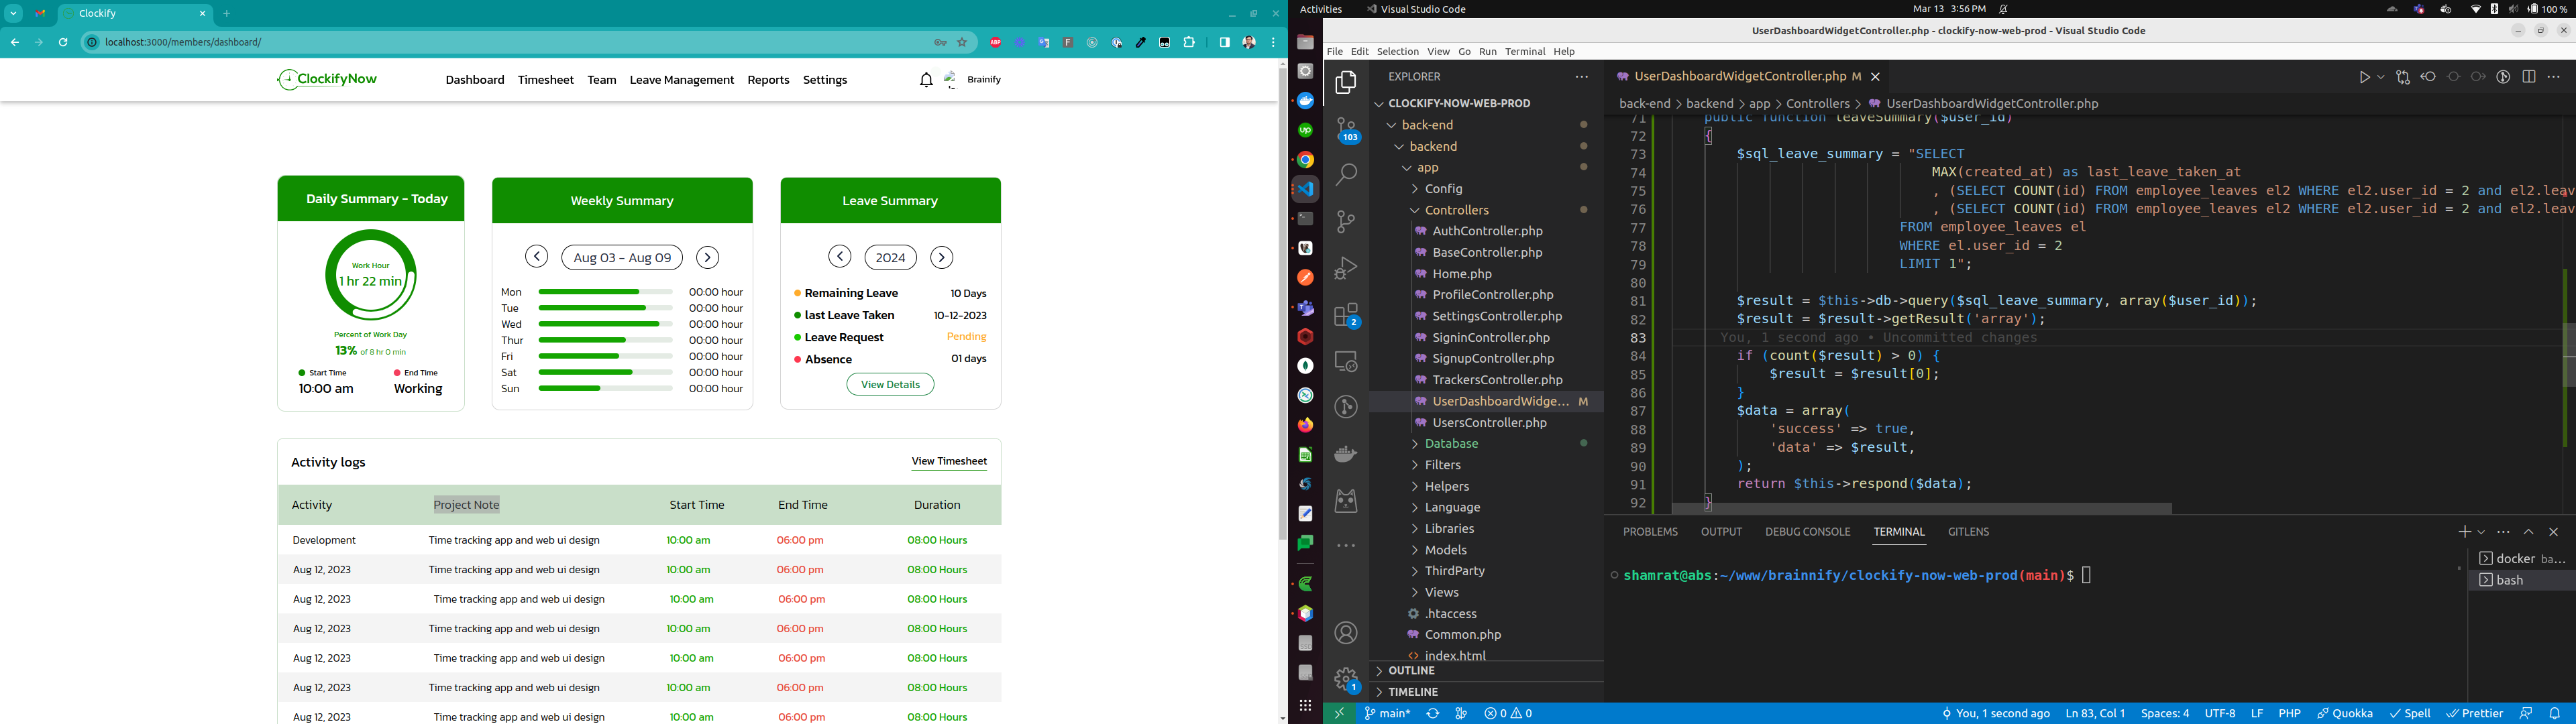 Clockify
localhost:3000/members/dashboard/
ClockifyNow
Dashboard Timesheet Team Leave Management Reports Settings
Brainify
Daily Summary - Today
Work Hour
1 hr 22 min
Percent of Work Day
13% of 8 hr 0 min
Start Time End Time
10:00 am Working
Weekly Summary
Aug 03 - Aug 09
Mon 00:00 hour
Tue 00:00 hour
Wed 00:00 hour
Thur 00:00 hour
Fri 00:00 hour
Sat 00:00 hour
Sun 00:00 hour
Leave Summary
2024
Remaining Leave 10 Days
last Leave Taken 10-12-2023
Leave Request Pending
Absence 01 days
View Details
Activity logs View Timesheet
Activity Project Note Start Time End Time Duration
Development Time tracking app and web ui design 10:00 am 06:00 pm 08:00 Hours
Aug 12, 2023 Time tracking app and web ui design 10:00 am 06:00 pm 08:00 Hours
Aug 12, 2023 Time tracking app and web ui design 10:00 am 06:00 pm 08:00 Hours
Aug 12, 2023 Time tracking app and web ui design 10:00 am 06:00 pm 08:00 Hours
Aug 12, 2023 Time tracking app and web ui design 10:00 am 06:00 pm 08:00 Hours
Aug 12, 2023 Time tracking app and web ui design 10:00 am 06:00 pm 08:00 Hours
Aug 12, 2023 Time tracking app and web ui design 10:00 am 06:00 pm 08:00 Hours
Activities Visual Studio Code Mar 13 3:56 PM 100 %
UserDashboardWidgetController.php - clockify-now-web-prod - Visual Studio Code
File Edit Selection View Go Run Terminal Help
103
2
1
EXPLORER
CLOCKIFY-NOW-WEB-PROD
back-end
backend
app
Config
Controllers
AuthController.php
BaseController.php
Home.php
ProfileController.php
SettingsController.php
SigninController.php
SignupController.php
TrackersController.php
UserDashboardWidge... M
UsersController.php
Database
Filters
Helpers
Language
Libraries
Models
ThirdParty
Views
.htaccess
Common.php
index.html
OUTLINE
TIMELINE
UserDashboardWidgetController.php M
back-end > backend > app > Controllers > UserDashboardWidgetController.php
71 public function leaveSummary($user_id)
72 {
73 $sql_leave_summary = "SELECT
74 MAX(created_at) as last_leave_taken_at
75 , (SELECT COUNT(id) FROM employee_leaves el2 WHERE el2.user_id = 2 and el2.leav
76 , (SELECT COUNT(id) FROM employee_leaves el2 WHERE el2.user_id = 2 and el2.leav
77 FROM employee_leaves el
78 WHERE el.user_id = 2
79 LIMIT 1";
80
81 $result = $this->db->query($sql_leave_summary, array($user_id));
82 $result = $result->getResult('array');
83 You, 1 second ago • Uncommitted changes
84 if (count($result) > 0) {
85 $result = $result[0];
86 }
87 $data = array(
88 'success' => true,
89 'data' => $result,
90 );
91 return $this->respond($data);
92 }
PROBLEMS OUTPUT DEBUG CONSOLE TERMINAL GITLENS
shamrat@abs:~/www/brainnify/clockify-now-web-prod(main)$
docker ba...
bash
main* 0 0 You, 1 second ago Ln 83, Col 1 Spaces: 4 UTF-8 LF PHP Quokka Spell Prettier